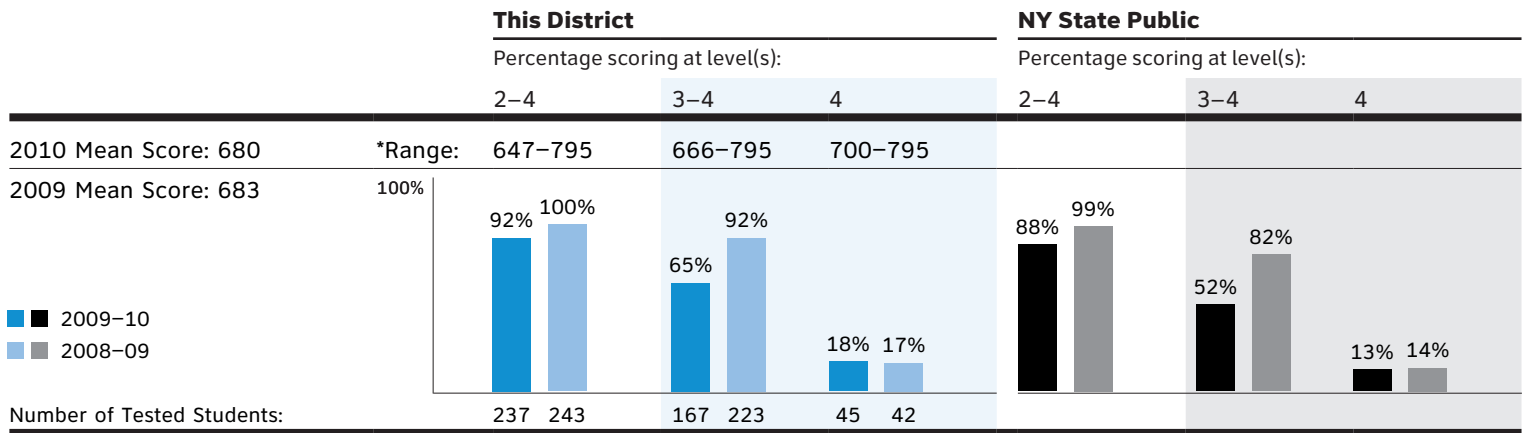 This District NY State Public
Percentage scoring at level(s): Percentage scoring at level(s):
2–4 3–4 4 2–4 3–4 4
2010 Mean Score: 680 *Range: 647–795 666–795 700–795
2009 Mean Score: 683 100%
92% 100% 65% 92% 18% 17% 88% 99% 52% 82% 13% 14%
2009–10
2008–09
Number of Tested Students: 237 243 167 223 45 42